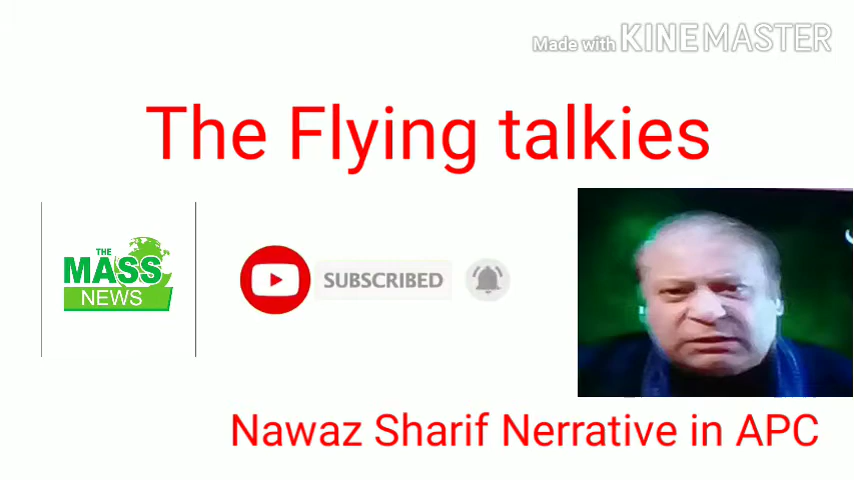 Made with KINEMASTER
The Flying talkies
THE
MASS
NEWS
SUBSCRIBED
Nawaz Sharif Nerrative in APC